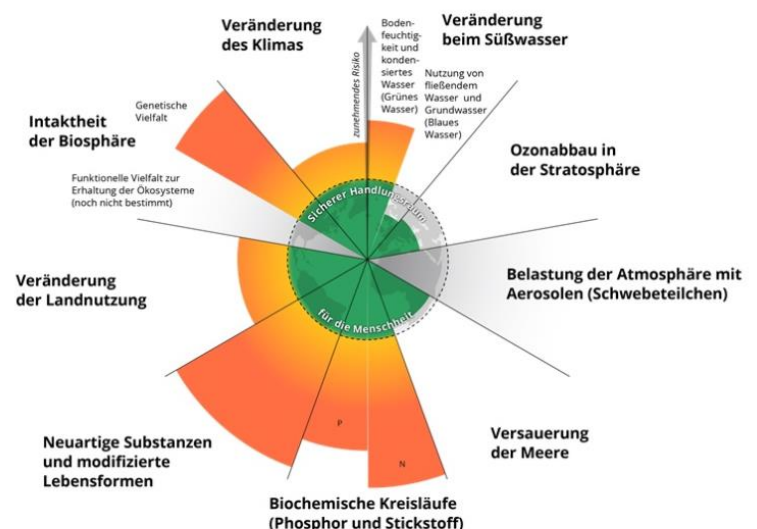 Veränderung
des Klimas
zunehmendes Risiko
Boden-
feuchtig-
keit und
konden-
siertes
Wasser
(Grünes
Wasser)
Veränderung
beim Süßwasser
Nutzung von
fließendem
Wasser und
Grundwasser
(Blaues
Wasser)
Intaktheit
der Biosphäre
Genetische
Vielfalt
Funktionelle Vielfalt zur
Erhaltung der Ökosysteme
(noch nicht bestimmt)
Ozonabbau in
der Stratosphäre
Sicherer Handlungsraum
für die Menschheit
Veränderung
der Landnutzung
Belastung der Atmosphäre mit
Aerosolen (Schwebeteilchen)
Neuartige Substanzen
und modifizierte
Lebensformen
P
N
Versauerung
der Meere
Biochemische Kreisläufe
(Phosphor und Stickstoff)